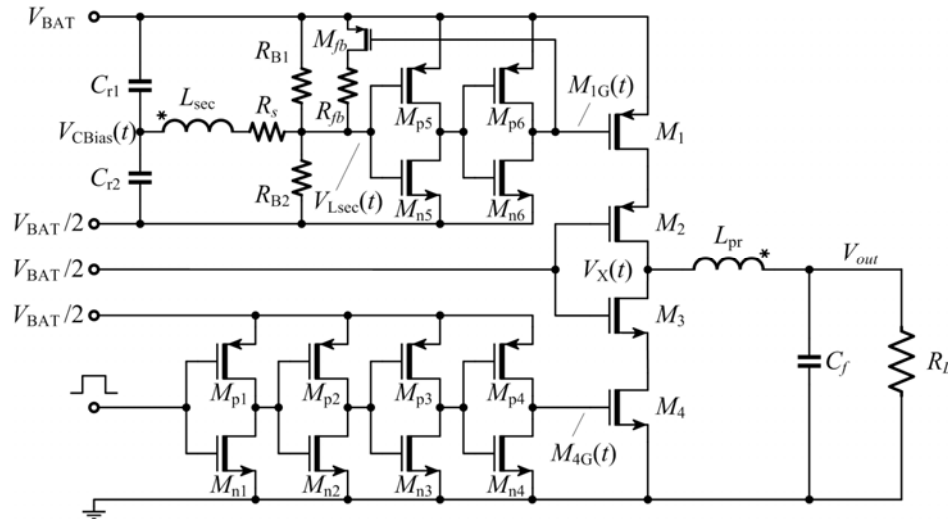 V_BAT
C_r1
L_sec
*
R_s
R_B1
M_fb
R_fb
M_p5
M_p6
M_1G(t)
M_1
V_CBias(t)
C_r2
R_B2
V_Lsec(t)
M_n5
M_n6
V_BAT/2
M_2
V_BAT/2
V_X(t)
L_pr
*
V_out
V_BAT/2
M_3
M_p1
M_p2
M_p3
M_p4
C_f
R_L
M_4
M_n1
M_n2
M_n3
M_n4
M_4G(t)